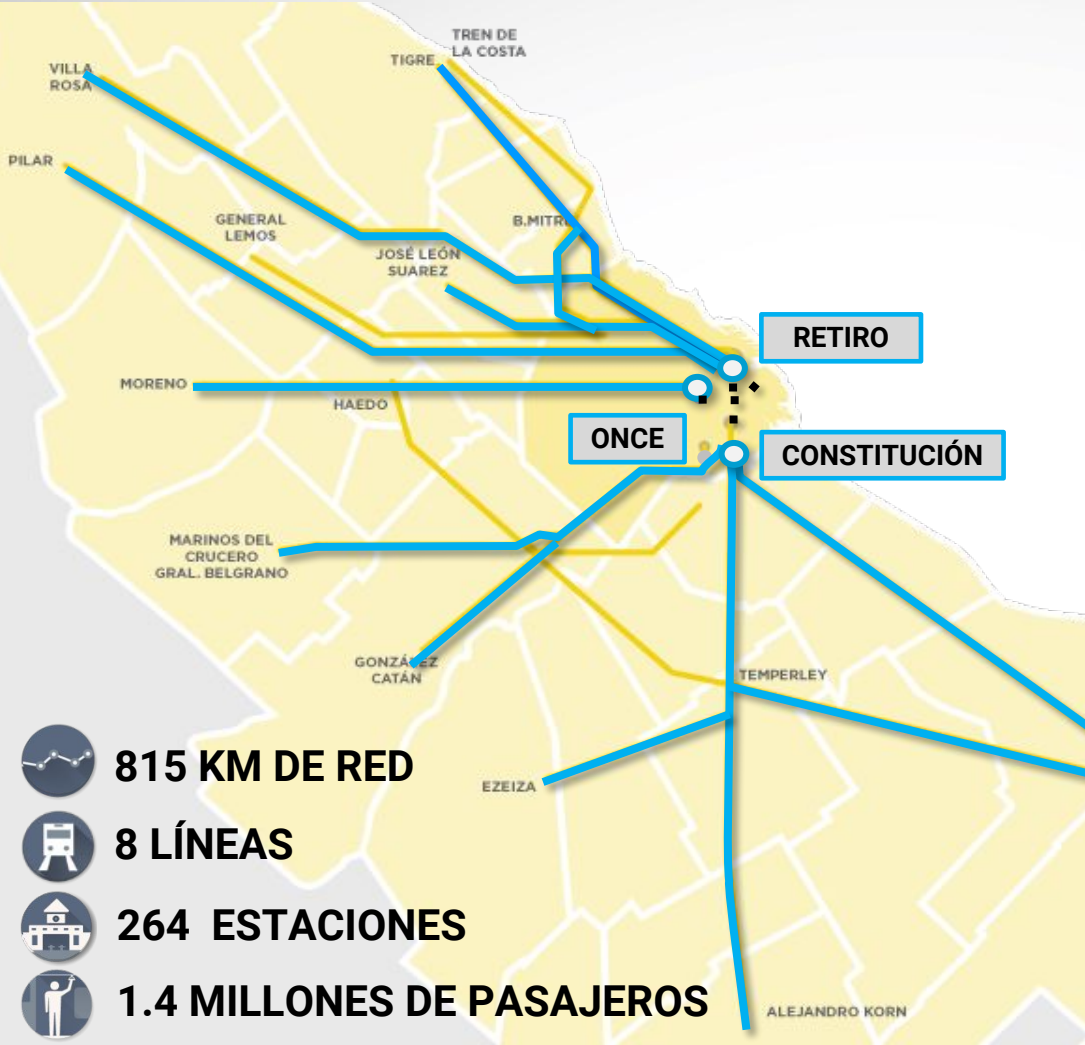 TREN DE
LA COSTA
TIGRE
VILLA
ROSA
PILAR
GENERAL
LEMOS
B.MITRE
JOSÉ LEÓN
SUAREZ
RETIRO
MORENO
HAEDO
ONCE
CONSTITUCIÓN
MARINOS DEL
CRUCERO
GRAL. BELGRANO
GONZÁLEZ
CATÁN
TEMPERLEY
EZEIZA
815 KM DE RED
8 LÍNEAS
264 ESTACIONES
1.4 MILLONES DE PASAJEROS
ALEJANDRO KORN